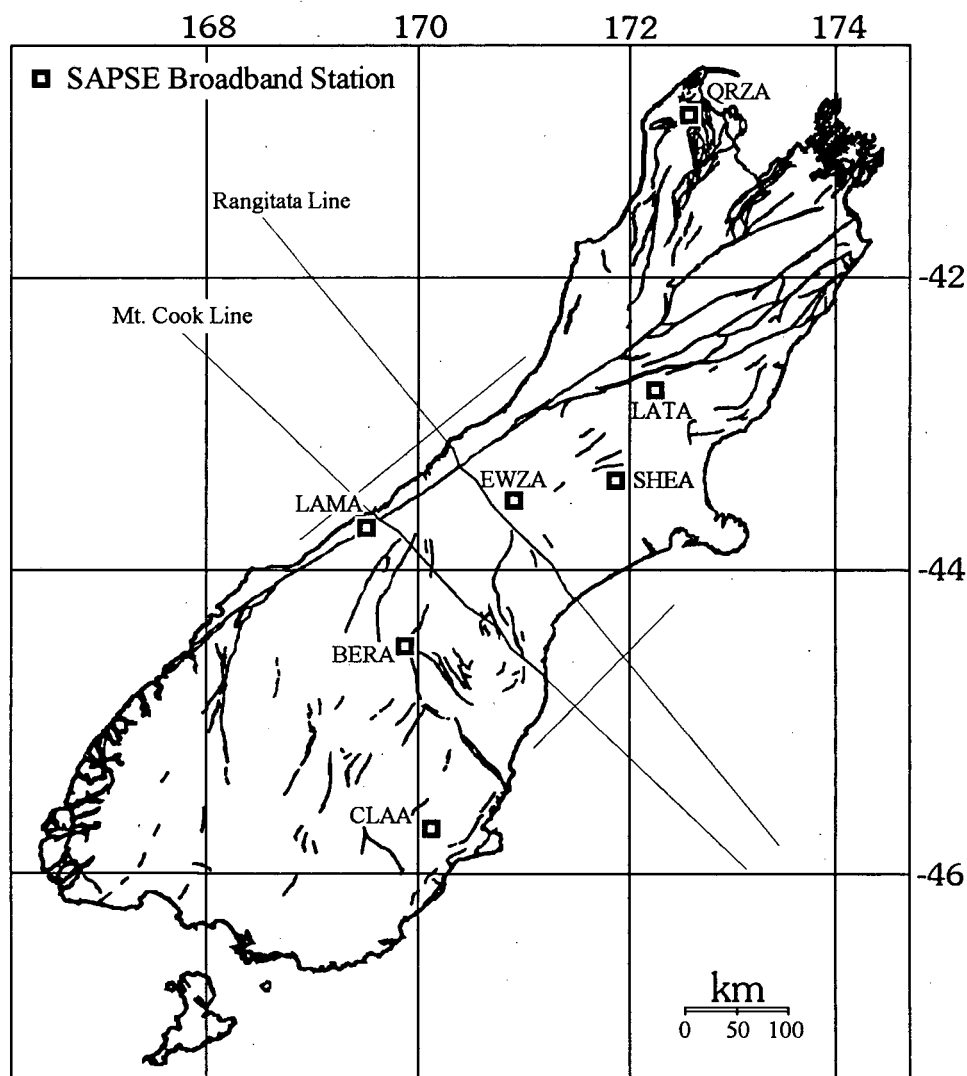 168 170 172 174
SAPSE Broadband Station
QRZA
Rangitata Line
-42
Mt. Cook Line
LATA
EWZA
SHEA
LAMA
-44
BERA
CLAA
-46
km
0 50 100